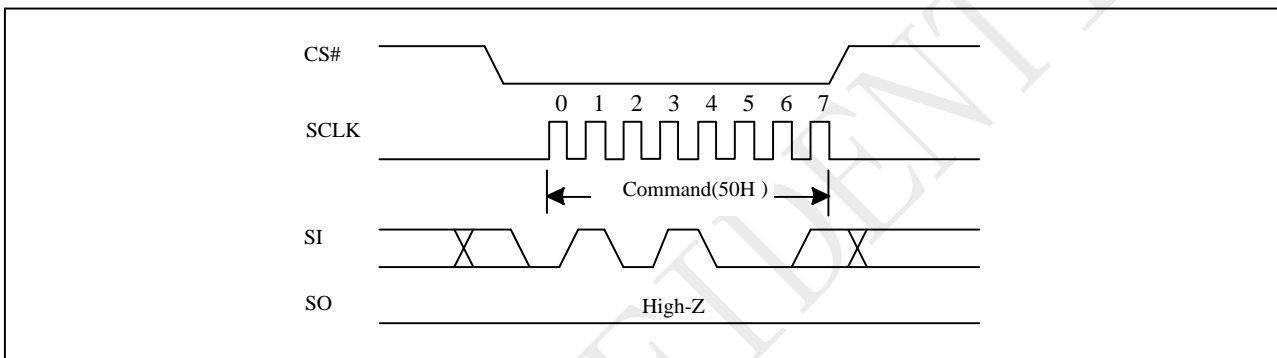 CS#
0 1 2 3 4 5 6 7
SCLK
Command(50H )
SI
SO
High-Z